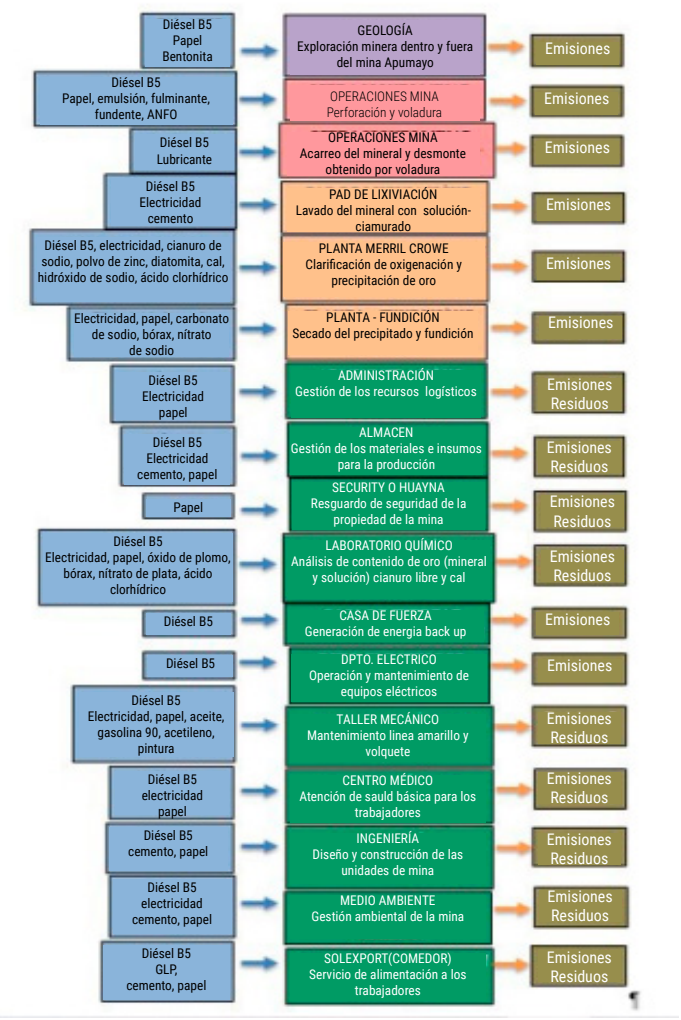 Diésel B5
Papel
Bentonita
GEOLOGÍA
Exploración minera dentro y fuera
del mina Apumayo
Emisiones
Diésel B5
Papel, emulsión, fulminante,
fundente, ANFO
OPERACIONES MINA
Perforación y voladura
Emisiones
Diésel B5
Lubricante
OPERACIONES MINA
Acarreo del mineral y desmonte
obtenido por voladura
Emisiones
Diésel B5
Electricidad
cemento
PAD DE LIXIVIACIÓN
Lavado del mineral con solución-
ciamurado
Emisiones
Diésel B5, electricidad, cianuro de
sodio, polvo de zinc, diatomita, cal,
hidróxido de sodio, ácido clorhídrico
PLANTA MERRIL CROWE
Clarificación de oxigenación y
precipitación de oro
Emisiones
Electricidad, papel, carbonato
de sodio, bórax, nítrato
de sodio
PLANTA - FUNDICIÓN
Secado del precipitado y fundición
Emisiones
Diésel B5
Electricidad
papel
ADMINISTRACIÓN
Gestión de los recursos logísticos
Emisiones
Residuos
Diésel B5
Electricidad
cemento, papel
ALMACEN
Gestión de los materiales e insumos
para la producción
Emisiones
Residuos
Papel
SECURITY O HUAYNA
Resguardo de seguridad de la
propiedad de la mina
Emisiones
Residuos
Diésel B5
Electricidad, papel, óxido de plomo,
bórax, nítrato de plata, ácido
clorhídrico
LABORATORIO QUÍMICO
Análisis de contenido de oro (mineral
y solución) cianuro libre y cal
Emisiones
Residuos
Diésel B5
CASA DE FUERZA
Generación de energia back up
Emisiones
Diésel B5
DPTO. ELECTRICO
Operación y mantenimiento de
equipos eléctricos
Emisiones
Diésel B5
Electricidad, papel, aceite,
gasolina 90, acetileno,
pintura
TALLER MECÁNICO
Mantenimiento linea amarillo y
volquete
Emisiones
Residuos
Diésel B5
electricidad
papel
CENTRO MÉDICO
Atención de sauld básica para los
trabajadores
Emisiones
Residuos
Diésel B5
cemento, papel
INGENIERÍA
Diseño y construcción de las
unidades de mina
Emisiones
Residuos
Diésel B5
electricidad
cemento, papel
MEDIO AMBIENTE
Gestión ambiental de la mina
Emisiones
Residuos
Diésel B5
GLP,
cemento, papel
SOLEXPORT(COMEDOR)
Servicio de alimentación a los
trabajadores
Emisiones
Residuos
¶